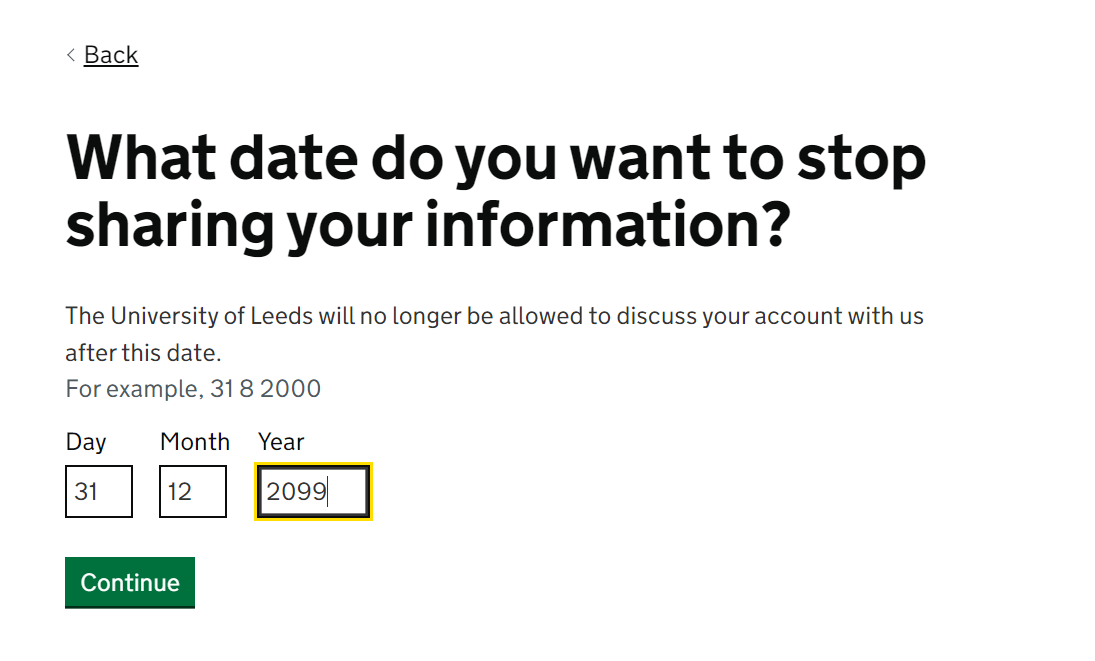 Back
What date do you want to stop
sharing your information?
The University of Leeds will no longer be allowed to discuss your account with us
after this date.
For example, 31 8 2000
Day Month Year
31 12 2099
Continue